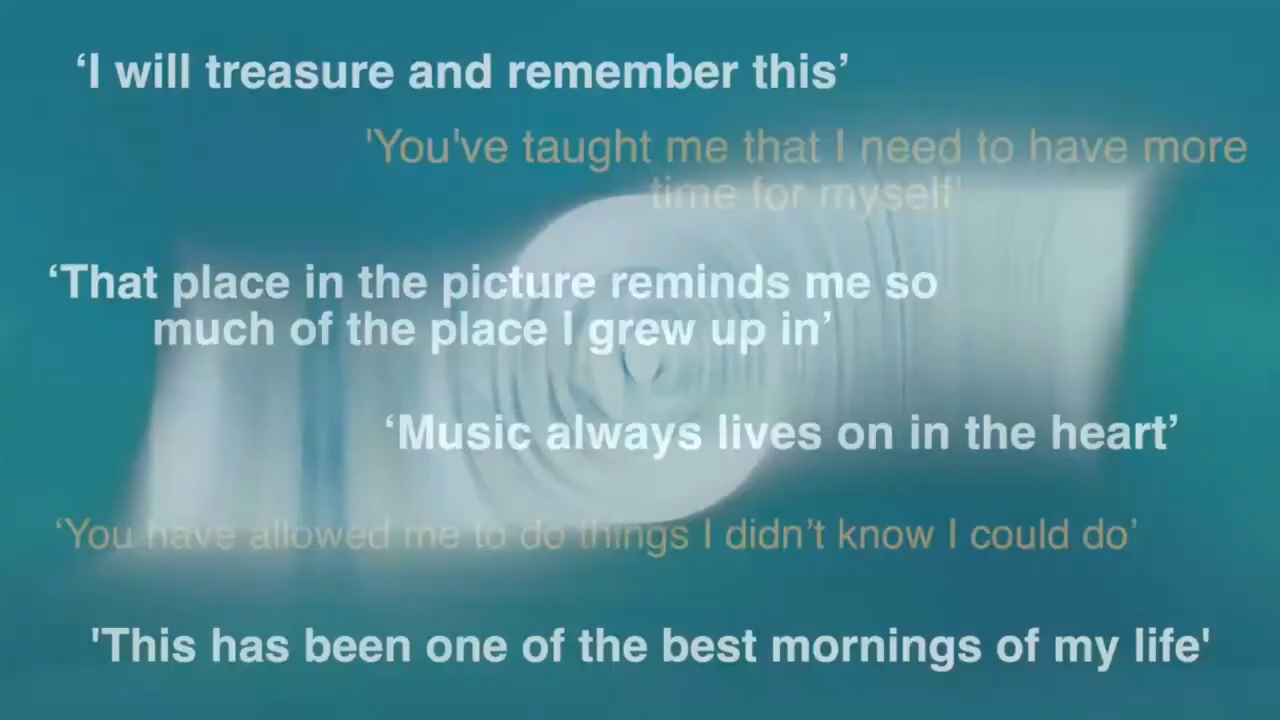 ‘I will treasure and remember this’
'You've taught me that I need to have more
time for myself'
‘That place in the picture reminds me so
much of the place I grew up in’
‘Music always lives on in the heart’
‘You have allowed me to do things I didn’t know I could do’
'This has been one of the best mornings of my life'